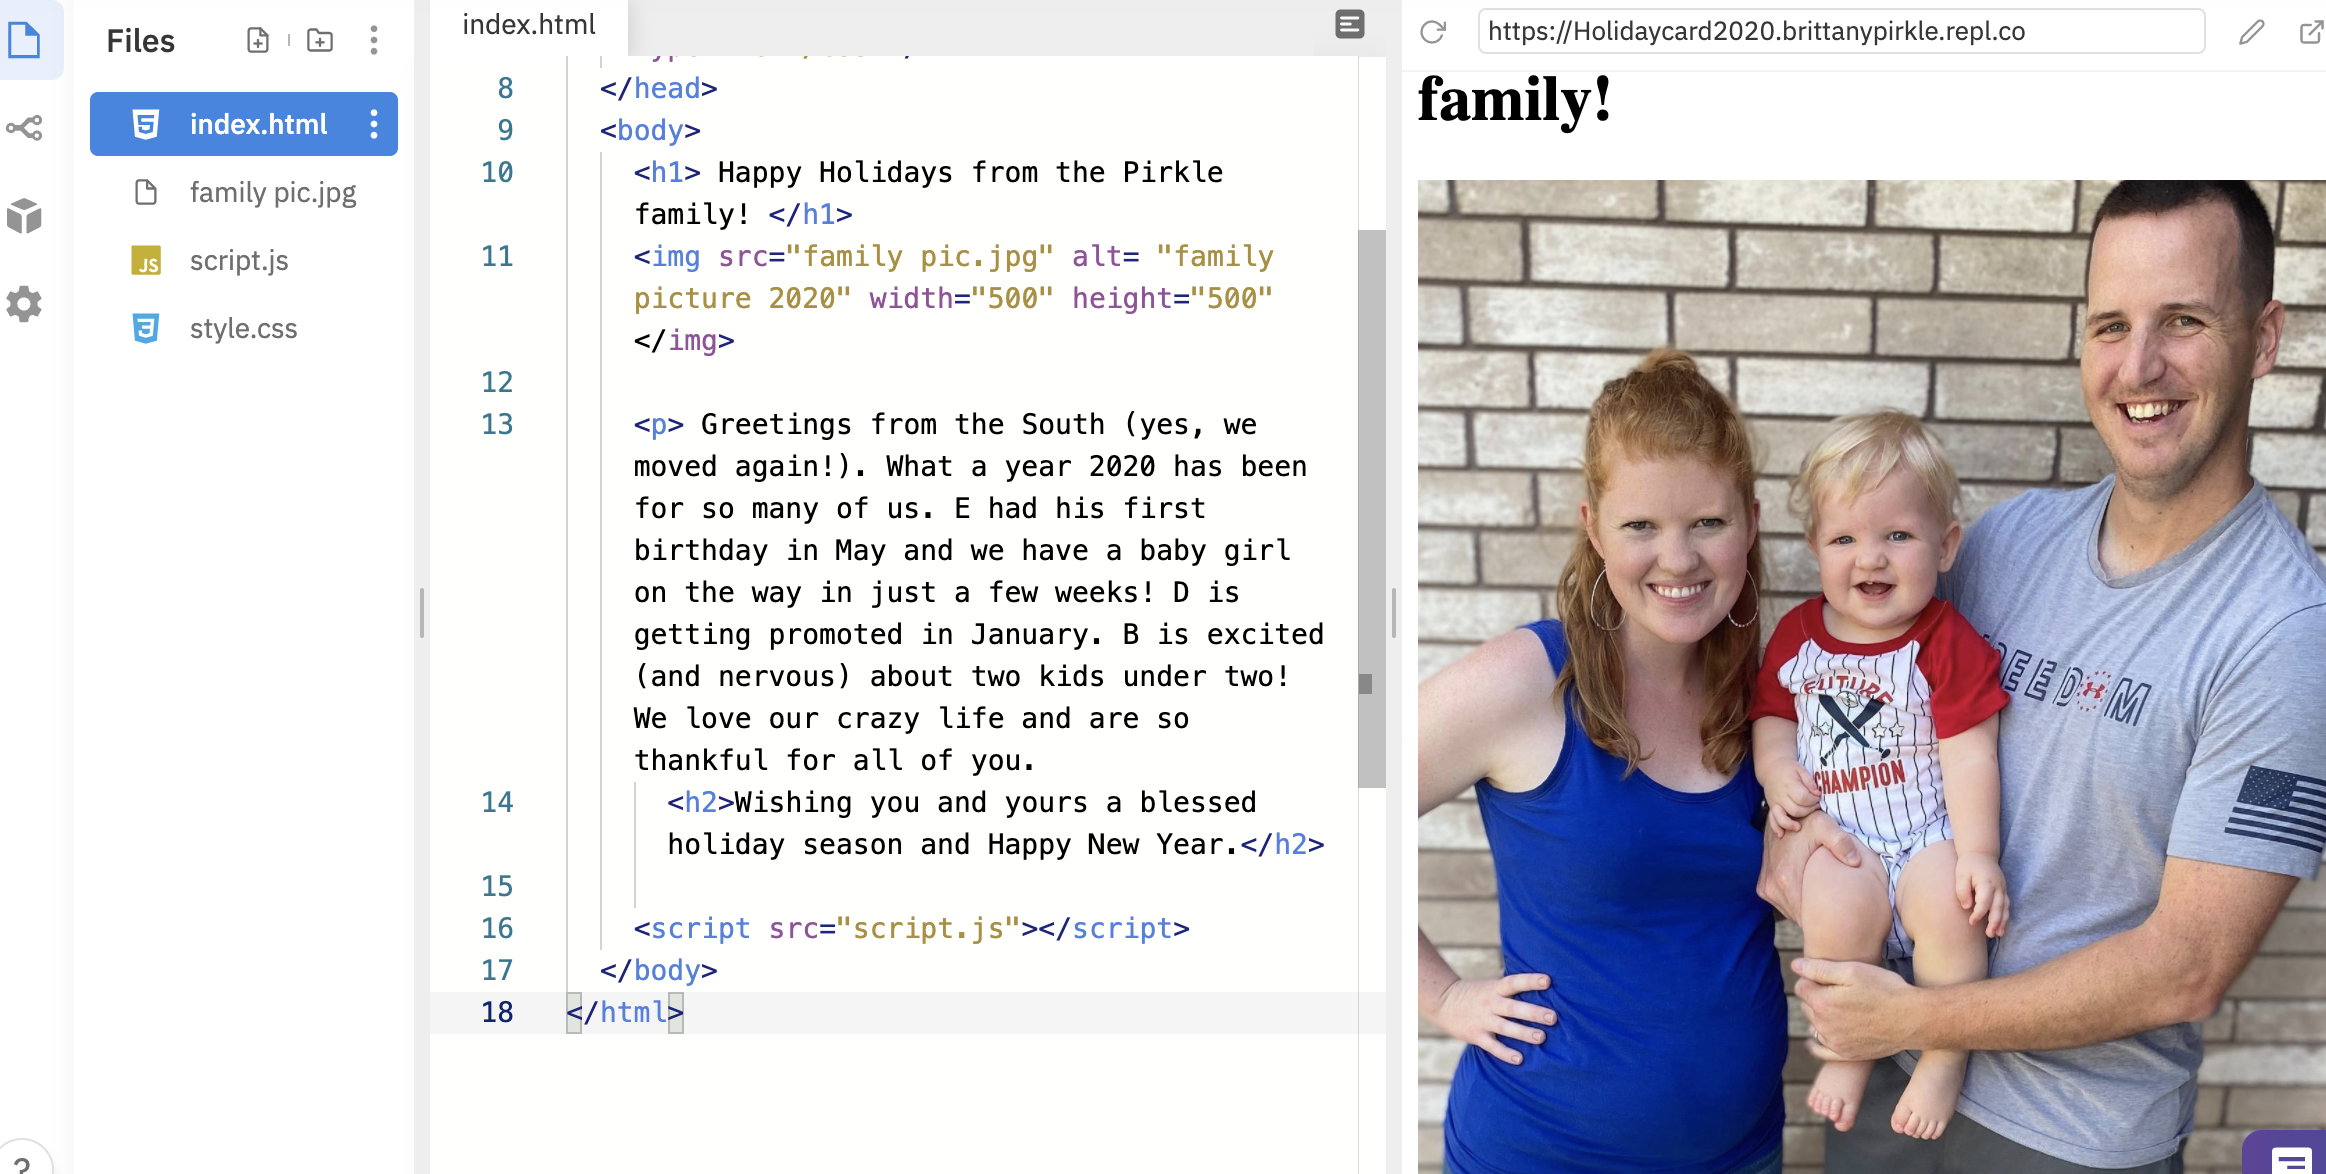 Files
index.html
family pic.jpg
script.js
style.css
index.html
8 </head>
9 <body>
10 <h1> Happy Holidays from the Pirkle
family! </h1>
11 <img src="family pic.jpg" alt= "family
picture 2020" width="500" height="500"
</img>
12
13 <p> Greetings from the South (yes, we
moved again!). What a year 2020 has been
for so many of us. E had his first
birthday in May and we have a baby girl
on the way in just a few weeks! D is
getting promoted in January. B is excited
(and nervous) about two kids under two!
We love our crazy life and are so
thankful for all of you.
14 <h2>Wishing you and yours a blessed
holiday season and Happy New Year.</h2>
15
16 <script src="script.js"></script>
17 </body>
18 </html>
https://Holidaycard2020.brittanypirkle.repl.co
family!
FUTURE
CHAMPION
?